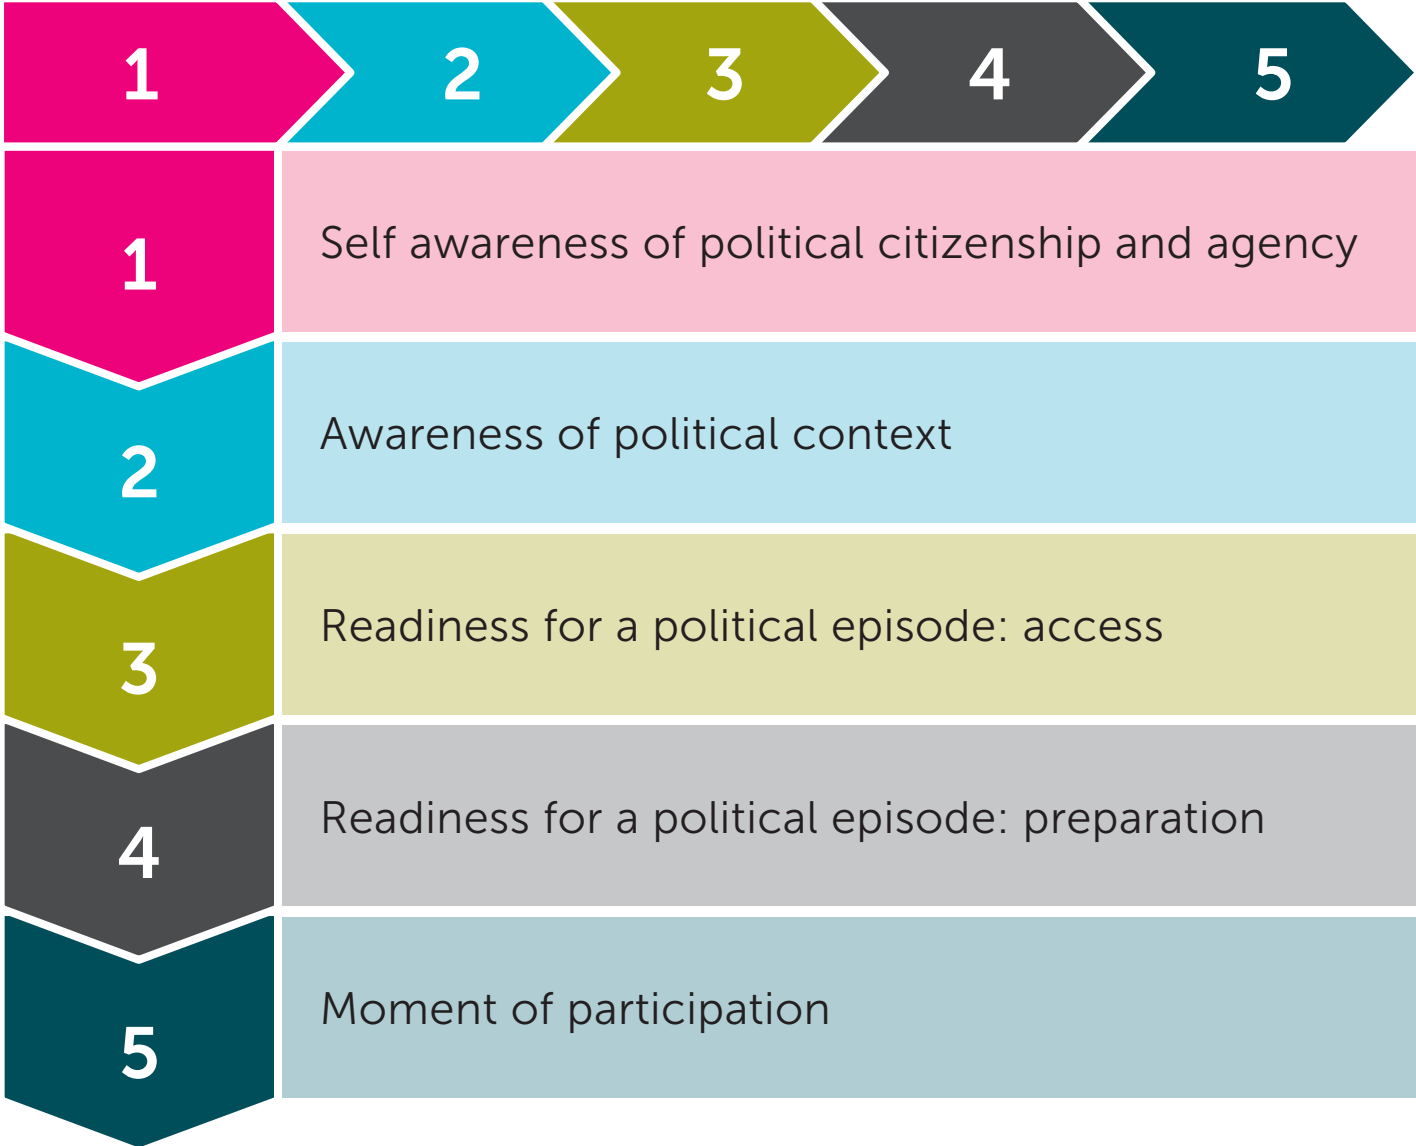 1 2 3 4 5
1
Self awareness of political citizenship and agency
2
Awareness of political context
3
Readiness for a political episode: access
4
Readiness for a political episode: preparation
5
Moment of participation